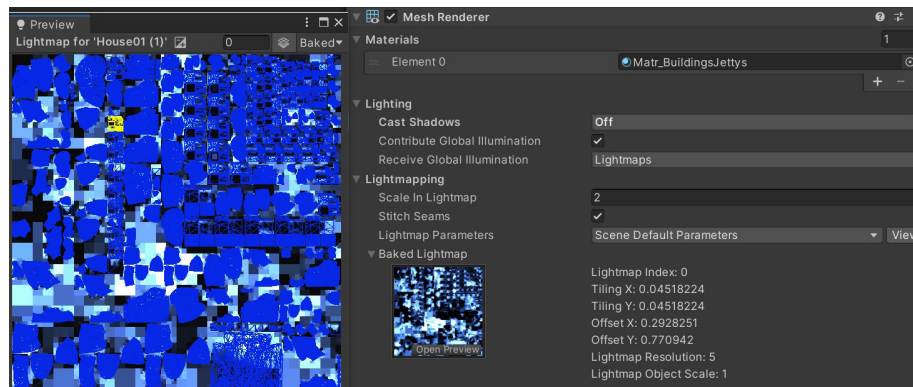 Preview
Lightmap for 'House01 (1)'
0
Baked
Mesh Renderer
Materials
1
Element 0
Matr_BuildingsJettys
Lighting
Cast Shadows
Off
Contribute Global Illumination
Receive Global Illumination
Lightmaps
Lightmapping
Scale In Lightmap
2
Stitch Seams
Lightmap Parameters
Scene Default Parameters
View
Baked Lightmap
Open Preview
Lightmap Index: 0
Tiling X: 0.04518224
Tiling Y: 0.04518224
Offset X: 0.2928251
Offset Y: 0.770942
Lightmap Resolution: 5
Lightmap Object Scale: 1